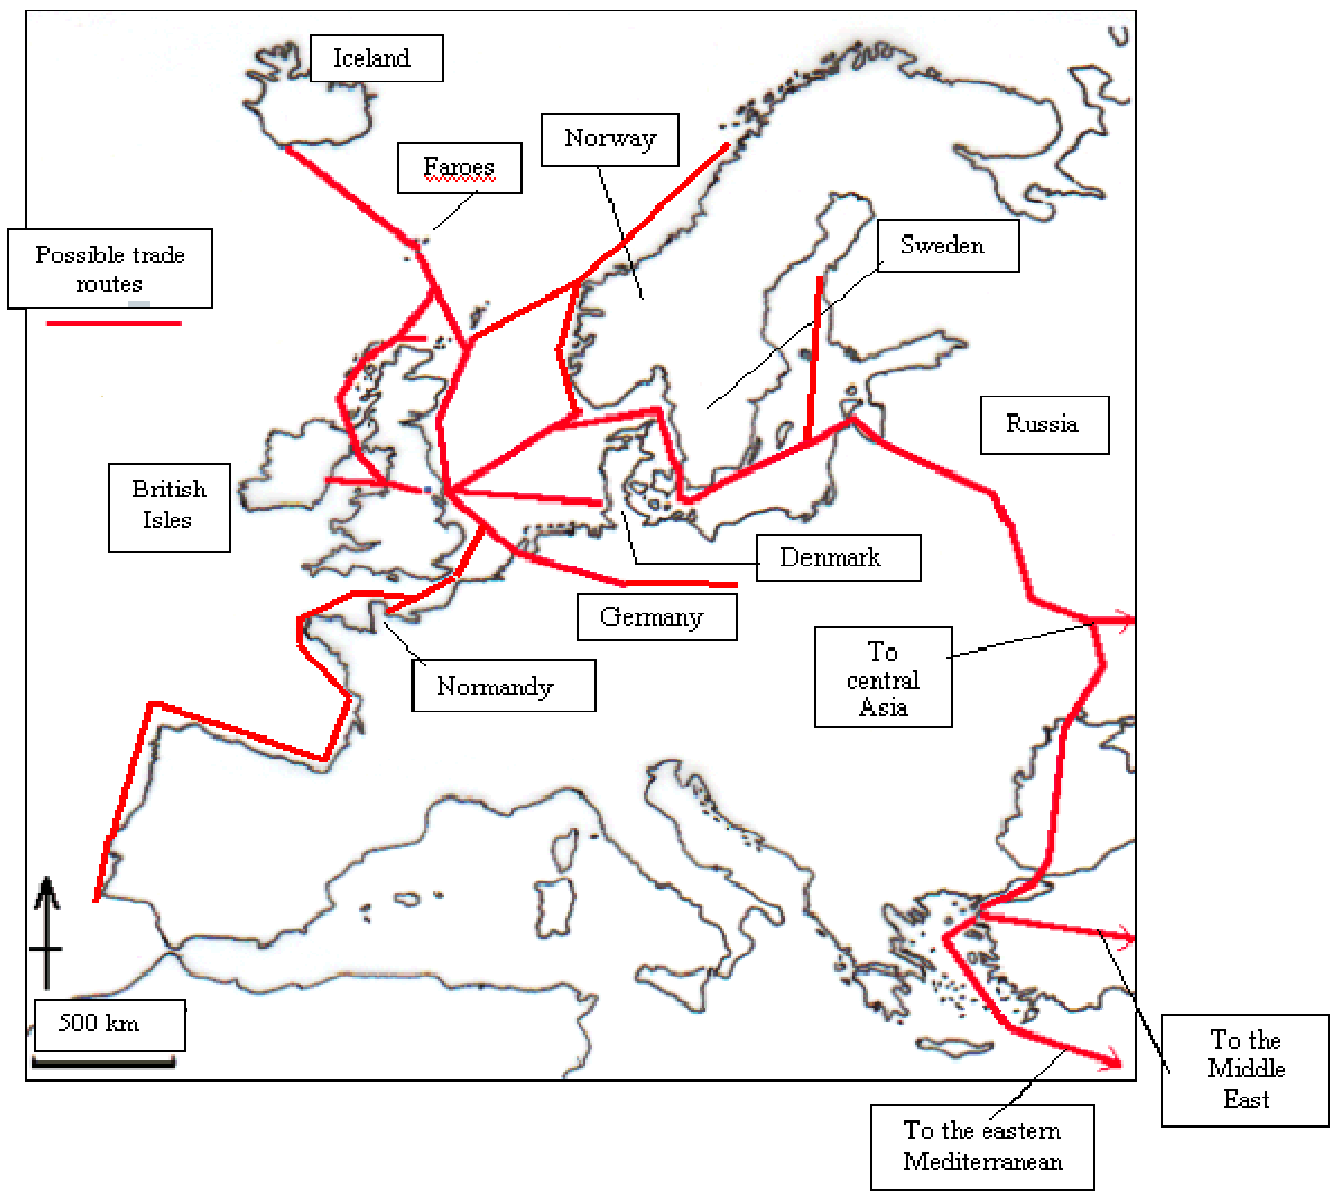 Iceland
Norway
Faroes
Sweden
Possible trade
routes
Russia
British
Isles
Denmark
Germany
To
central
Asia
Normandy
500 km
To the
Middle
East
To the eastern
Mediterranean